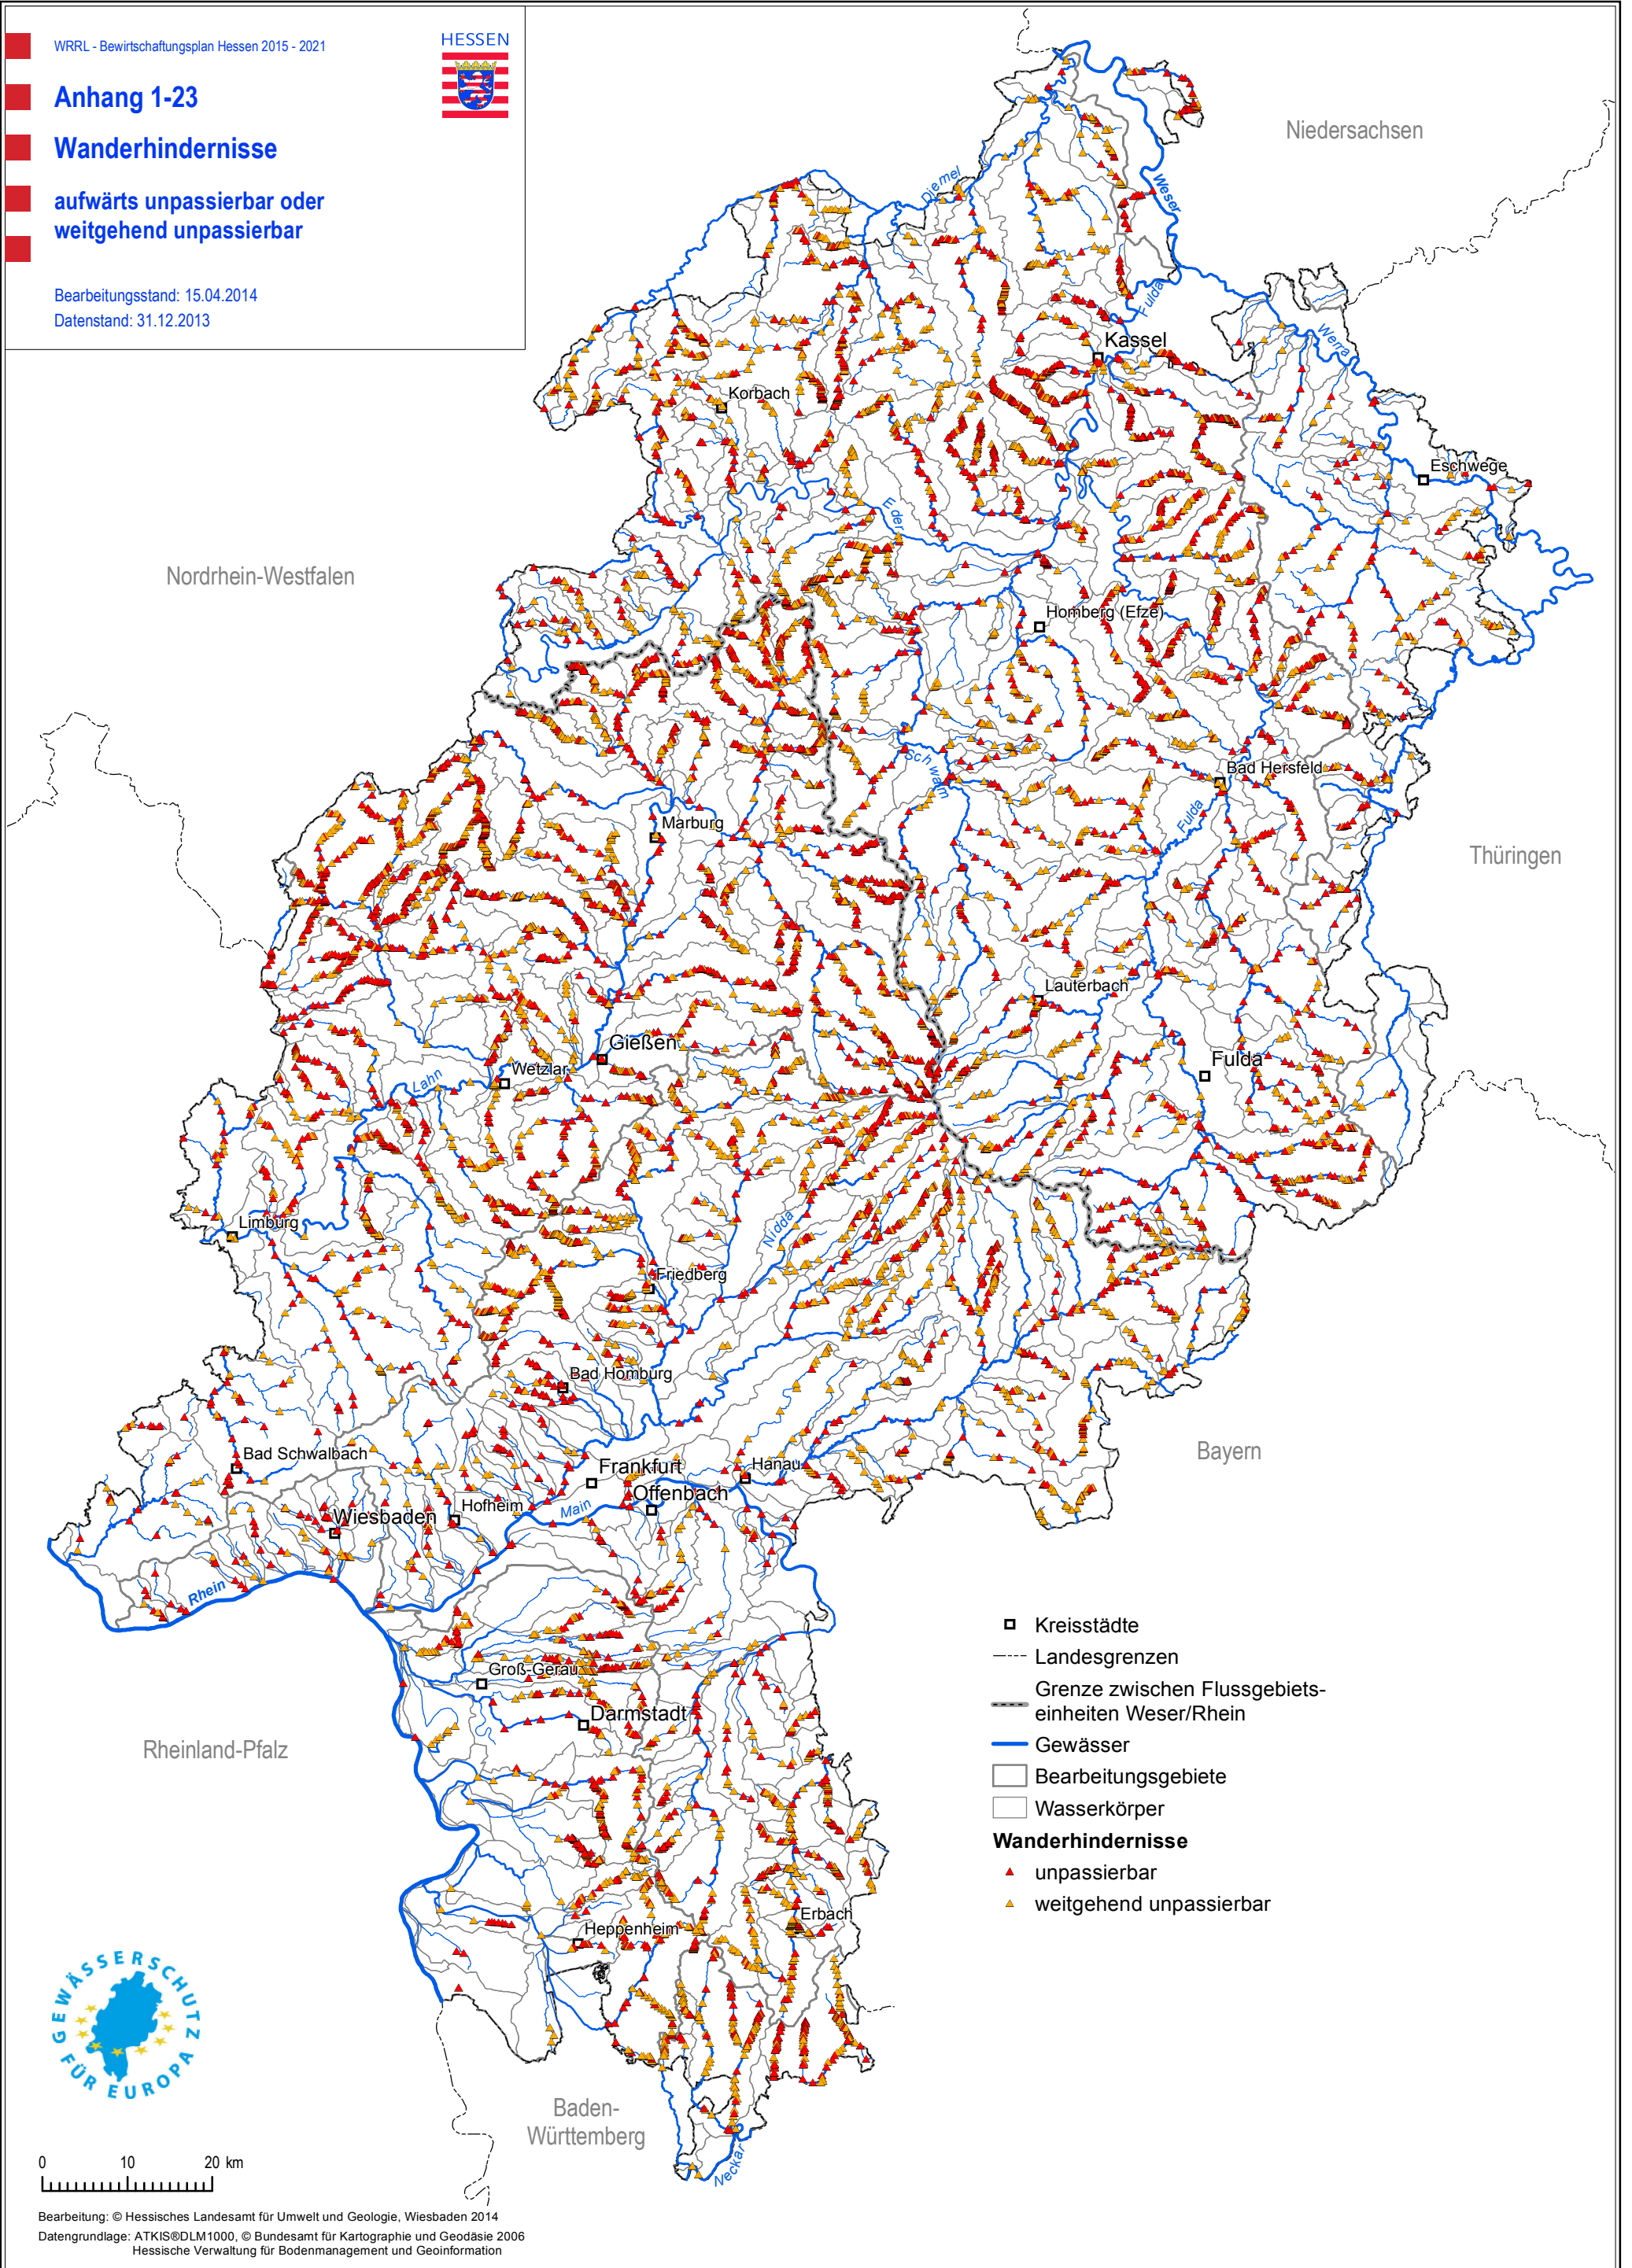 WRRL - Bewirtschaftungsplan Hessen 2015 - 2021
HESSEN
Anhang 1-23
Wanderhindernisse
aufwärts unpassierbar oder
weitgehend unpassierbar
Bearbeitungsstand: 15.04.2014
Datenstand: 31.12.2013
Niedersachsen
Diemel
Weser
Fulda
Kassel
Werra
Korbach
Eschwege
Eder
Nordrhein-Westfalen
Homberg (Efze)
Schwalm
Bad Hersfeld
Fulda
Marburg
Thüringen
Lauterbach
Gießen
Fulda
Wetzlar
Lahn
Limburg
Nidda
Friedberg
Bad Homburg
Bad Schwalbach
Bayern
Frankfurt
Hanau
Offenbach
Hofheim
Main
Wiesbaden
Rhein
Groß-Gerau
Darmstadt
Rheinland-Pfalz
Erbach
Heppenheim
Baden-
Württemberg
Neckar
Kreisstädte
Landesgrenzen
Grenze zwischen Flussgebiets-
einheiten Weser/Rhein
Gewässer
Bearbeitungsgebiete
Wasserkörper
Wanderhindernisse
unpassierbar
weitgehend unpassierbar
GEWÄSSERSCHUTZ
FÜR EUROPA
0 10 20 km
Bearbeitung: © Hessisches Landesamt für Umwelt und Geologie, Wiesbaden 2014
Datengrundlage: ATKIS®DLM1000, © Bundesamt für Kartographie und Geodäsie 2006
Hessische Verwaltung für Bodenmanagement und Geoinformation